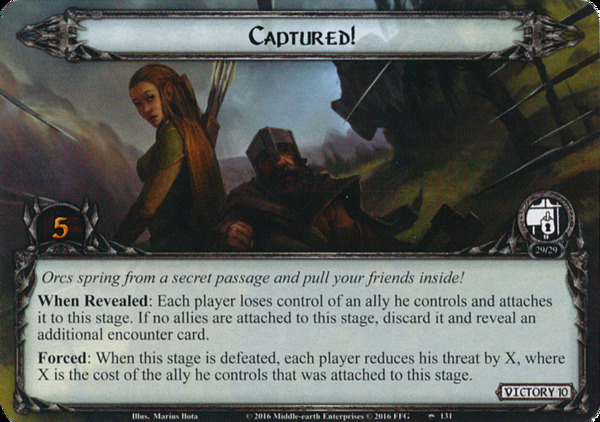 Captured!
5
29/29
Orcs spring from a secret passage and pull your friends inside!
When Revealed: Each player loses control of an ally he controls and attaches
it to this stage. If no allies are attached to this stage, discard it and reveal an
additional encounter card.
Forced: When this stage is defeated, each player reduces his threat by X, where
X is the cost of the ally he controls that was attached to this stage.
VICTORY 10
Illus. Marius Bota
© 2016 Middle-earth Enterprises © 2016 FFG
131